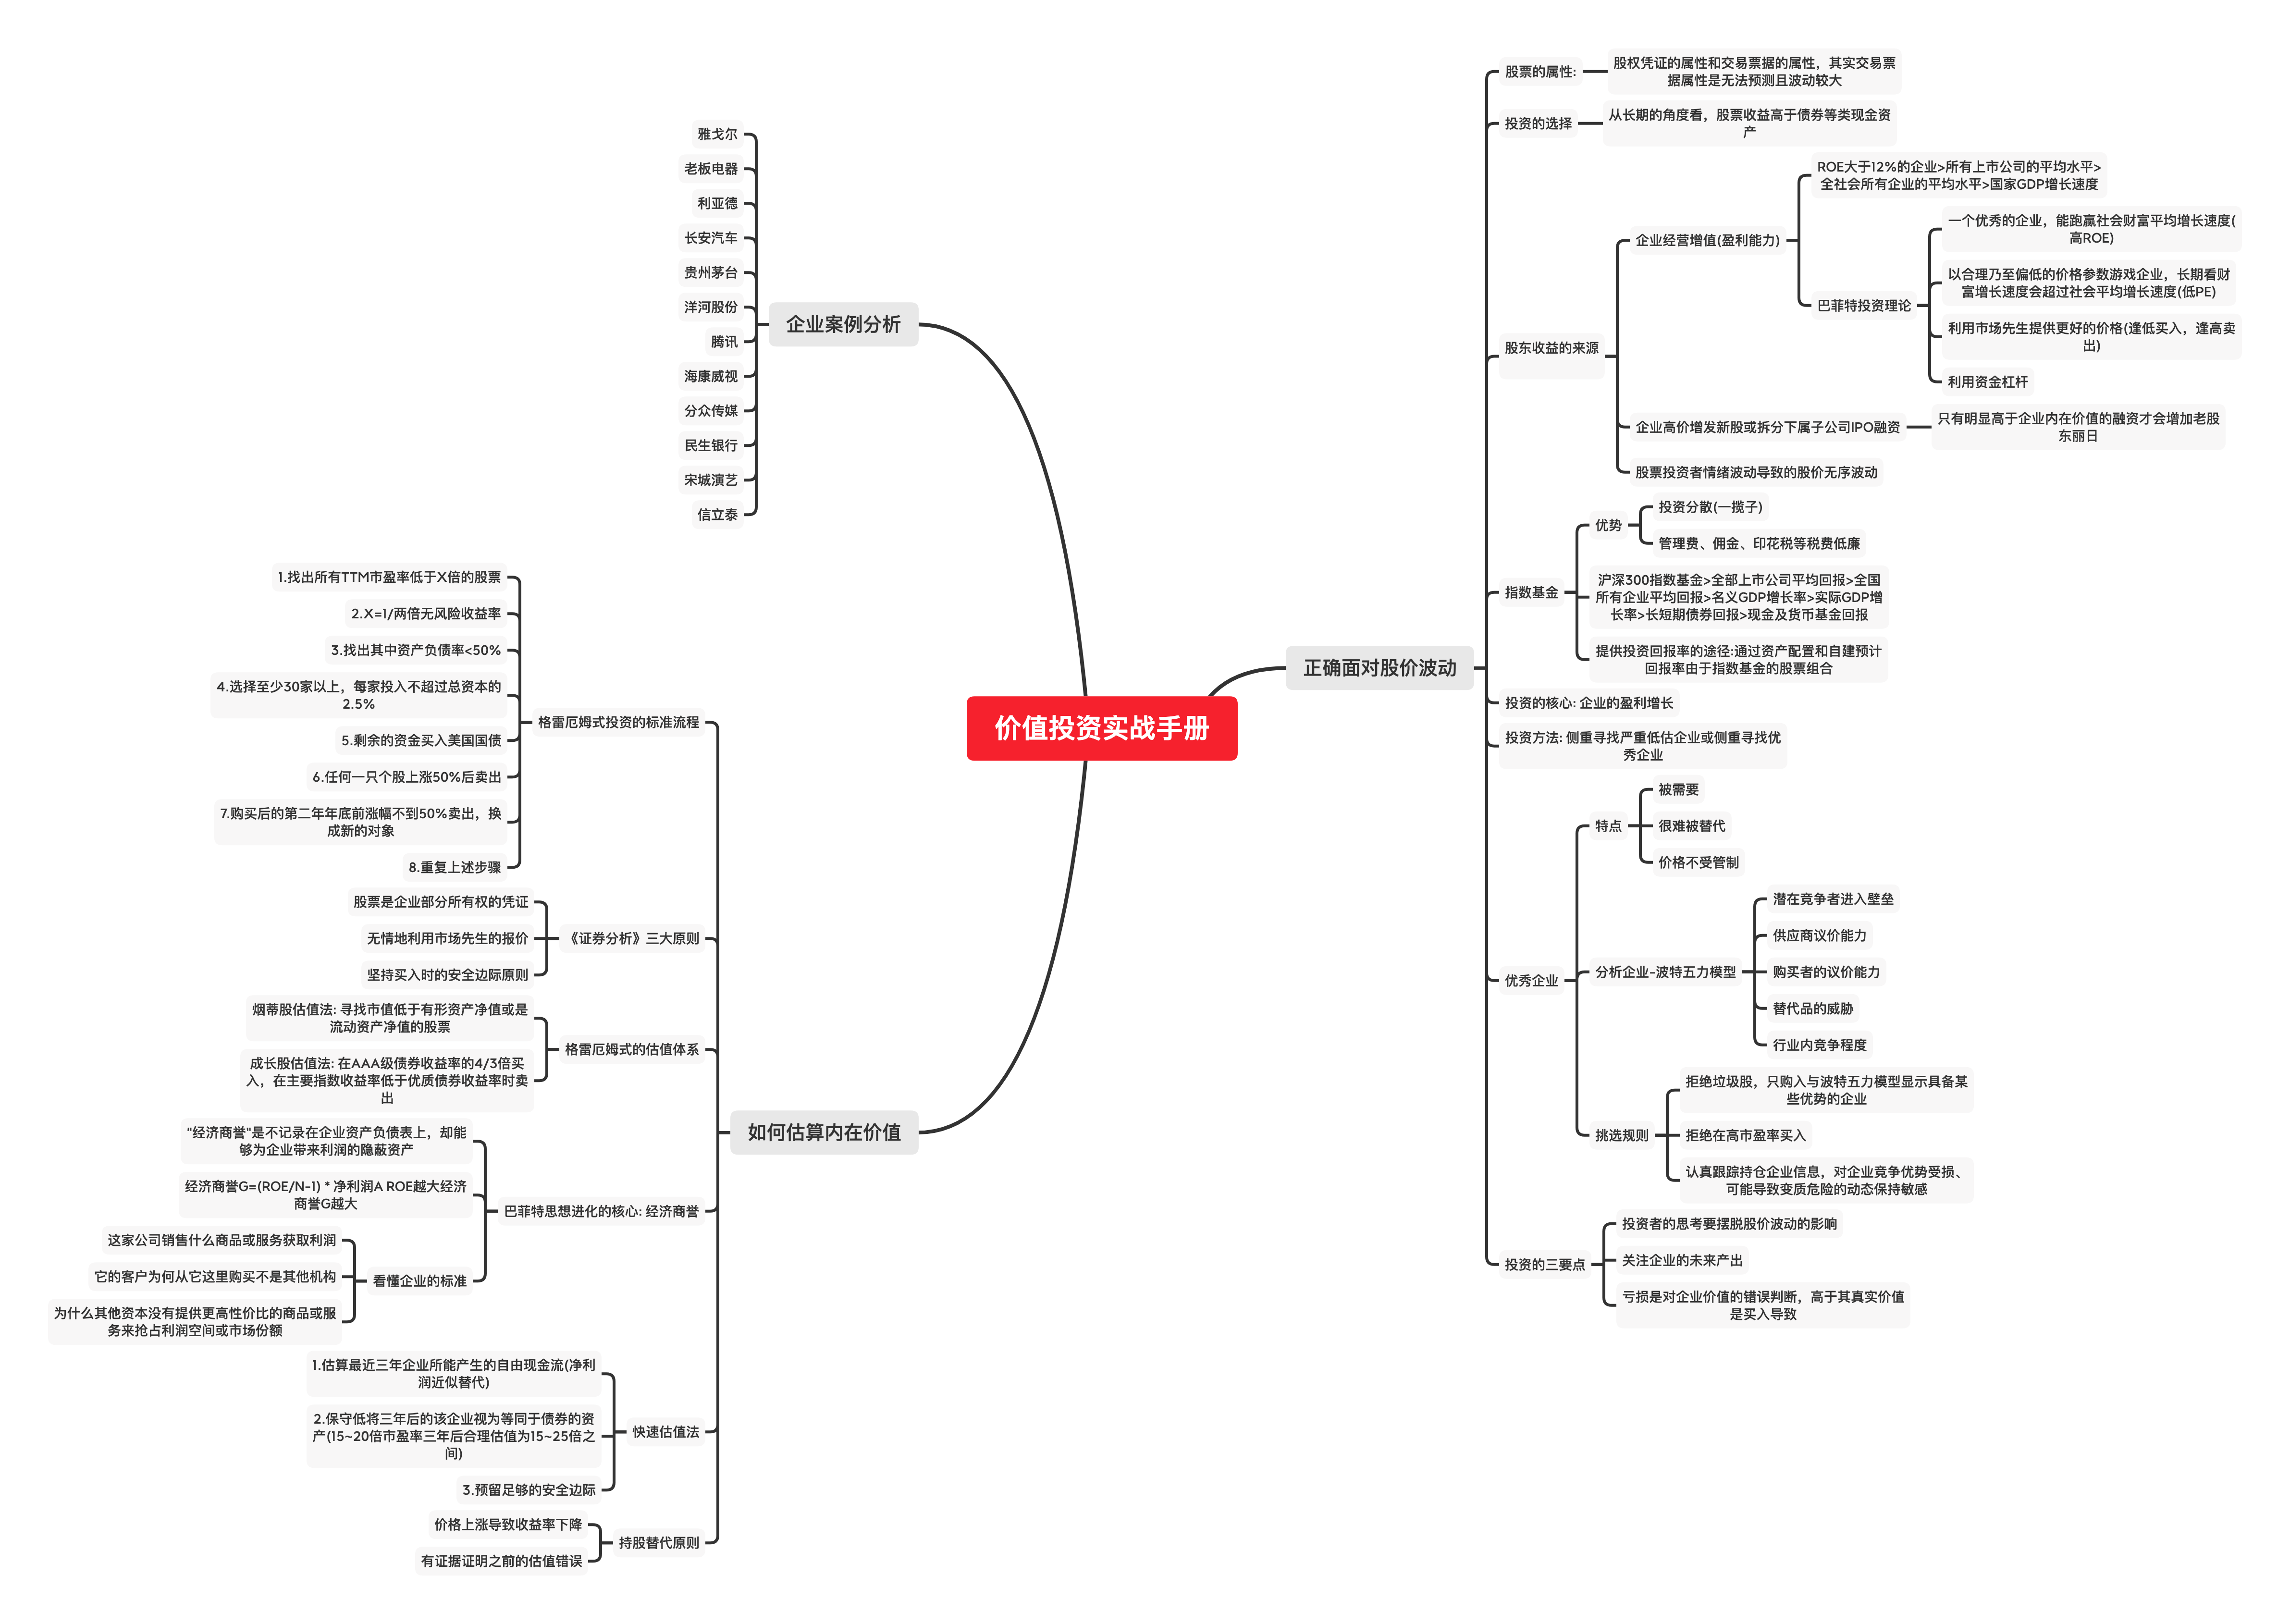 价值投资实战手册
正确面对股价波动
股票的属性:
股权凭证的属性和交易票据的属性，其实交易票
据属性是无法预测且波动较大
投资的选择
从长期的角度看，股票收益高于债券等类现金资
产
股东收益的来源
企业经营增值(盈利能力)
ROE大于12%的企业>所有上市公司的平均水平>
全社会所有企业的平均水平>国家GDP增长速度
巴菲特投资理论
一个优秀的企业，能跑赢社会财富平均增长速度(
高ROE)
以合理乃至偏低的价格参数游戏企业，长期看财
富增长速度会超过社会平均增长速度(低PE)
利用市场先生提供更好的价格(逢低买入，逢高卖
出)
利用资金杠杆
企业高价增发新股或拆分下属子公司IPO融资
只有明显高于企业内在价值的融资才会增加老股
东丽日
股票投资者情绪波动导致的股价无序波动
指数基金
优势
投资分散(一揽子)
管理费、佣金、印花税等税费低廉
沪深300指数基金>全部上市公司平均回报>全国
所有企业平均回报>名义GDP增长率>实际GDP增
长率>长短期债券回报>现金及货币基金回报
提供投资回报率的途径:通过资产配置和自建预计
回报率由于指数基金的股票组合
投资的核心: 企业的盈利增长
投资方法: 侧重寻找严重低估企业或侧重寻找优
秀企业
优秀企业
特点
被需要
很难被替代
价格不受管制
分析企业-波特五力模型
潜在竞争者进入壁垒
供应商议价能力
购买者的议价能力
替代品的威胁
行业内竞争程度
挑选规则
拒绝垃圾股，只购入与波特五力模型显示具备某
些优势的企业
拒绝在高市盈率买入
认真跟踪持仓企业信息，对企业竞争优势受损、
可能导致变质危险的动态保持敏感
投资的三要点
投资者的思考要摆脱股价波动的影响
关注企业的未来产出
亏损是对企业价值的错误判断，高于其真实价值
是买入导致
企业案例分析
雅戈尔
老板电器
利亚德
长安汽车
贵州茅台
洋河股份
腾讯
海康威视
分众传媒
民生银行
宋城演艺
信立泰
如何估算内在价值
格雷厄姆式投资的标准流程
1.找出所有TTM市盈率低于X倍的股票
2.X=1/两倍无风险收益率
3.找出其中资产负债率<50%
4.选择至少30家以上，每家投入不超过总资本的
2.5%
5.剩余的资金买入美国国债
6.任何一只个股上涨50%后卖出
7.购买后的第二年年底前涨幅不到50%卖出，换
成新的对象
8.重复上述步骤
《证券分析》三大原则
股票是企业部分所有权的凭证
无情地利用市场先生的报价
坚持买入时的安全边际原则
格雷厄姆式的估值体系
烟蒂股估值法: 寻找市值低于有形资产净值或是
流动资产净值的股票
成长股估值法: 在AAA级债券收益率的4/3倍买
入，在主要指数收益率低于优质债券收益率时卖
出
巴菲特思想进化的核心: 经济商誉
"经济商誉"是不记录在企业资产负债表上，却能
够为企业带来利润的隐蔽资产
经济商誉G=(ROE/N-1) * 净利润A ROE越大经济
商誉G越大
看懂企业的标准
这家公司销售什么商品或服务获取利润
它的客户为何从它这里购买不是其他机构
为什么其他资本没有提供更高性价比的商品或服
务来抢占利润空间或市场份额
快速估值法
1.估算最近三年企业所能产生的自由现金流(净利
润近似替代)
2.保守低将三年后的该企业视为等同于债券的资
产(15~20倍市盈率三年后合理估值为15~25倍之
间)
3.预留足够的安全边际
持股替代原则
价格上涨导致收益率下降
有证据证明之前的估值错误